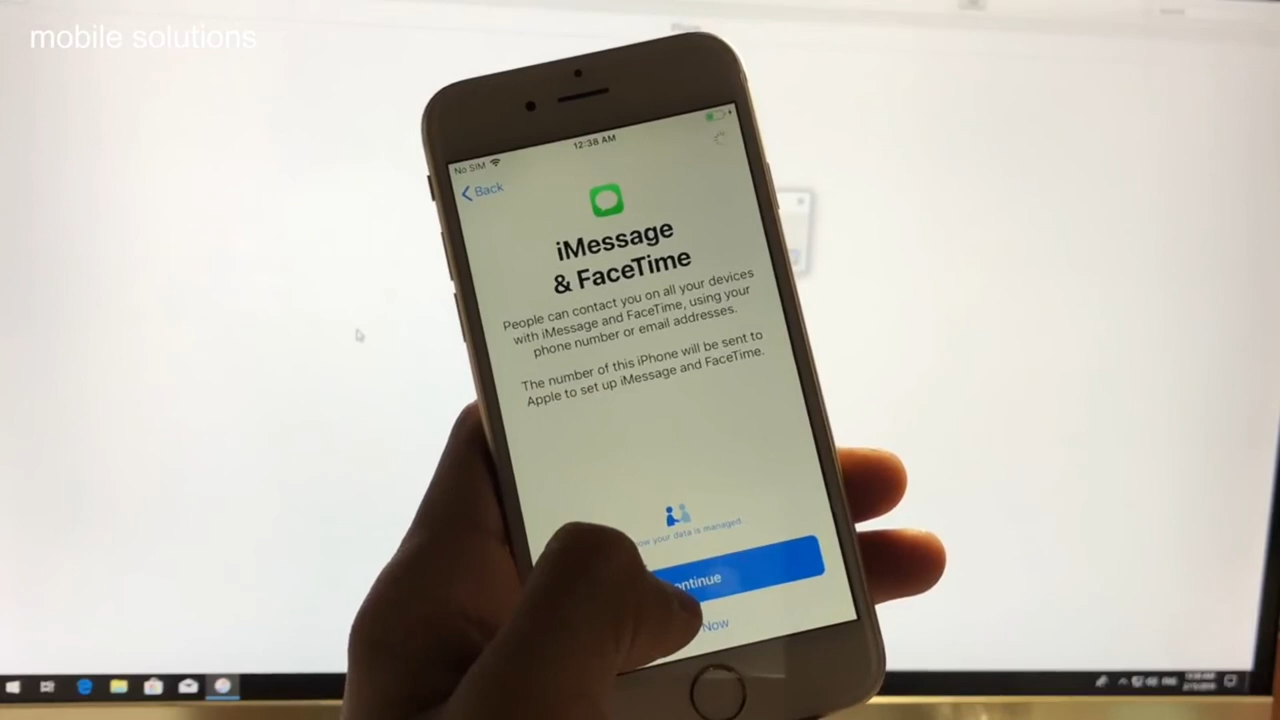 mobile solutions
No SIM
12:38 AM
Back
iMessage
& FaceTime
People can contact you on all your devices
with iMessage and FaceTime, using your
phone number or email addresses.
The number of this iPhone will be sent to
Apple to set up iMessage and FaceTime.
your data is managed...
Now